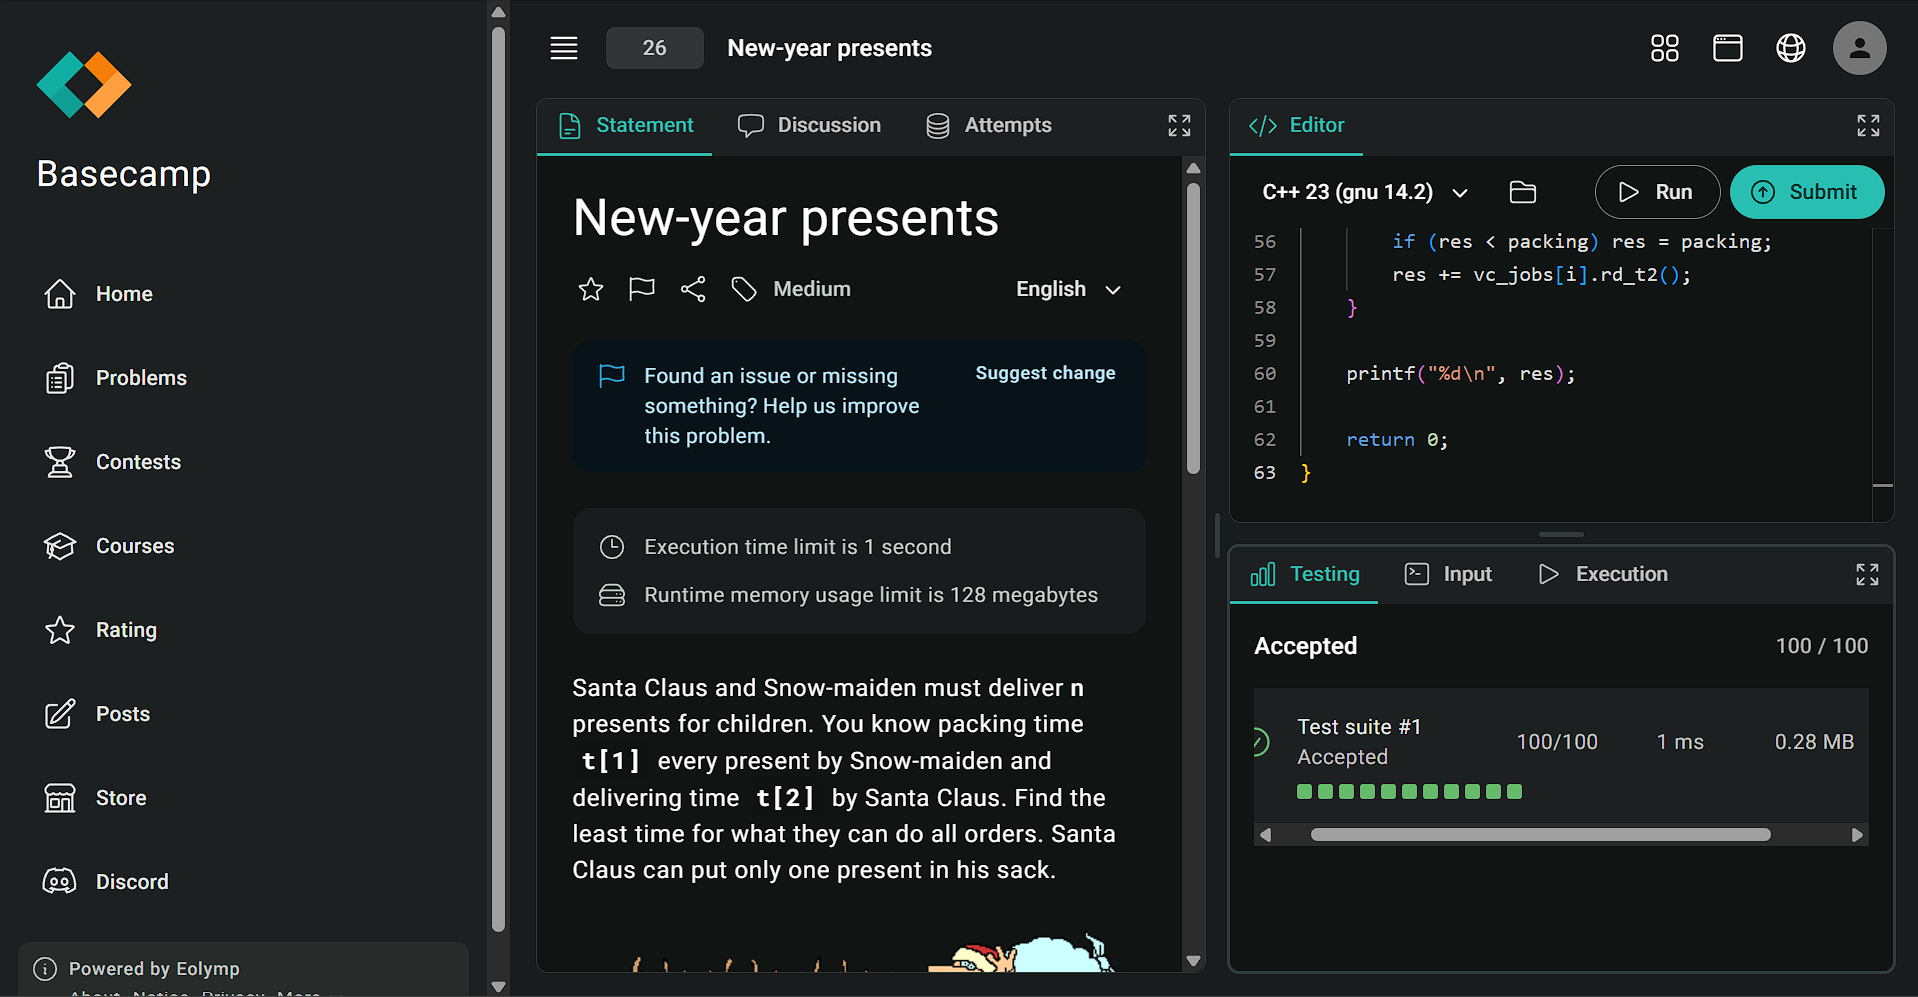 Basecamp
Home
Problems
Contests
Courses
Rating
Posts
Store
Discord
Powered by Eolymp
About Notice Privacy More
26
New-year presents
Statement
Discussion
Attempts
New-year presents
Medium
English
Found an issue or missing
something? Help us improve
this problem.
Suggest change
Execution time limit is 1 second
Runtime memory usage limit is 128 megabytes
Santa Claus and Snow-maiden must deliver n
presents for children. You know packing time
t[1] every present by Snow-maiden and
delivering time t[2] by Santa Claus. Find the
least time for what they can do all orders. Santa
Claus can put only one present in his sack.
Editor
C++ 23 (gnu 14.2)
Run
Submit
56 if (res < packing) res = packing;
57 res += vc_jobs[i].rd_t2();
58 }
59
60 printf("%d\n", res);
61
62 return 0;
63 }
Testing
Input
Execution
Accepted
100 / 100
Test suite #1
Accepted
100/100
1 ms
0.28 MB